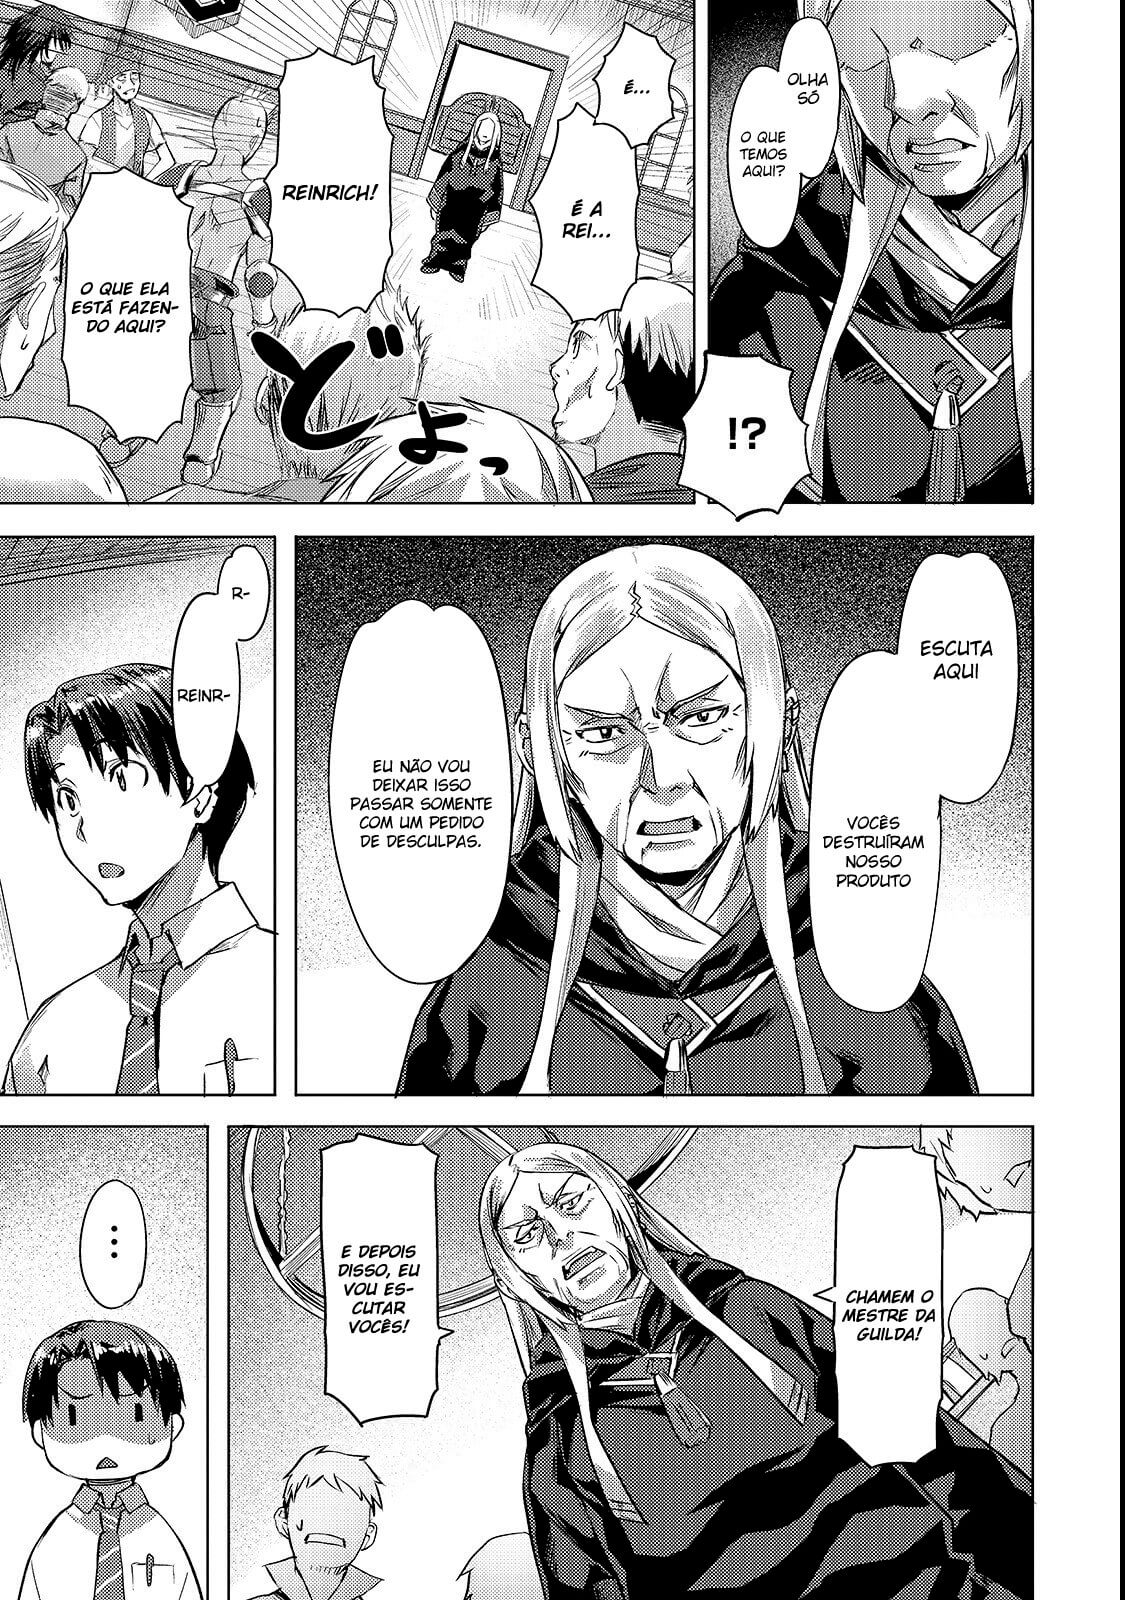 OLHA
SÓ
O QUE
TEMOS
AQUI?
!?
É...
É A
REI...
REINRICH!
O QUE ELA
ESTÁ FAZEN-
DO AQUI?
どよっ
ESCUTA
AQUI
VOCÊS
DESTRUÍRAM
NOSSO
PRODUTO
EU NÃO VOU
DEIXAR ISSO
PASSAR SOMENTE
COM UM PEDIDO
DE DESCULPAS.
R-
REINR-
CHAMEM O
MESTRE DA
GUILDA!
E DEPOIS
DISSO, EU
VOU ES-
CUTAR
VOCÊS!
...